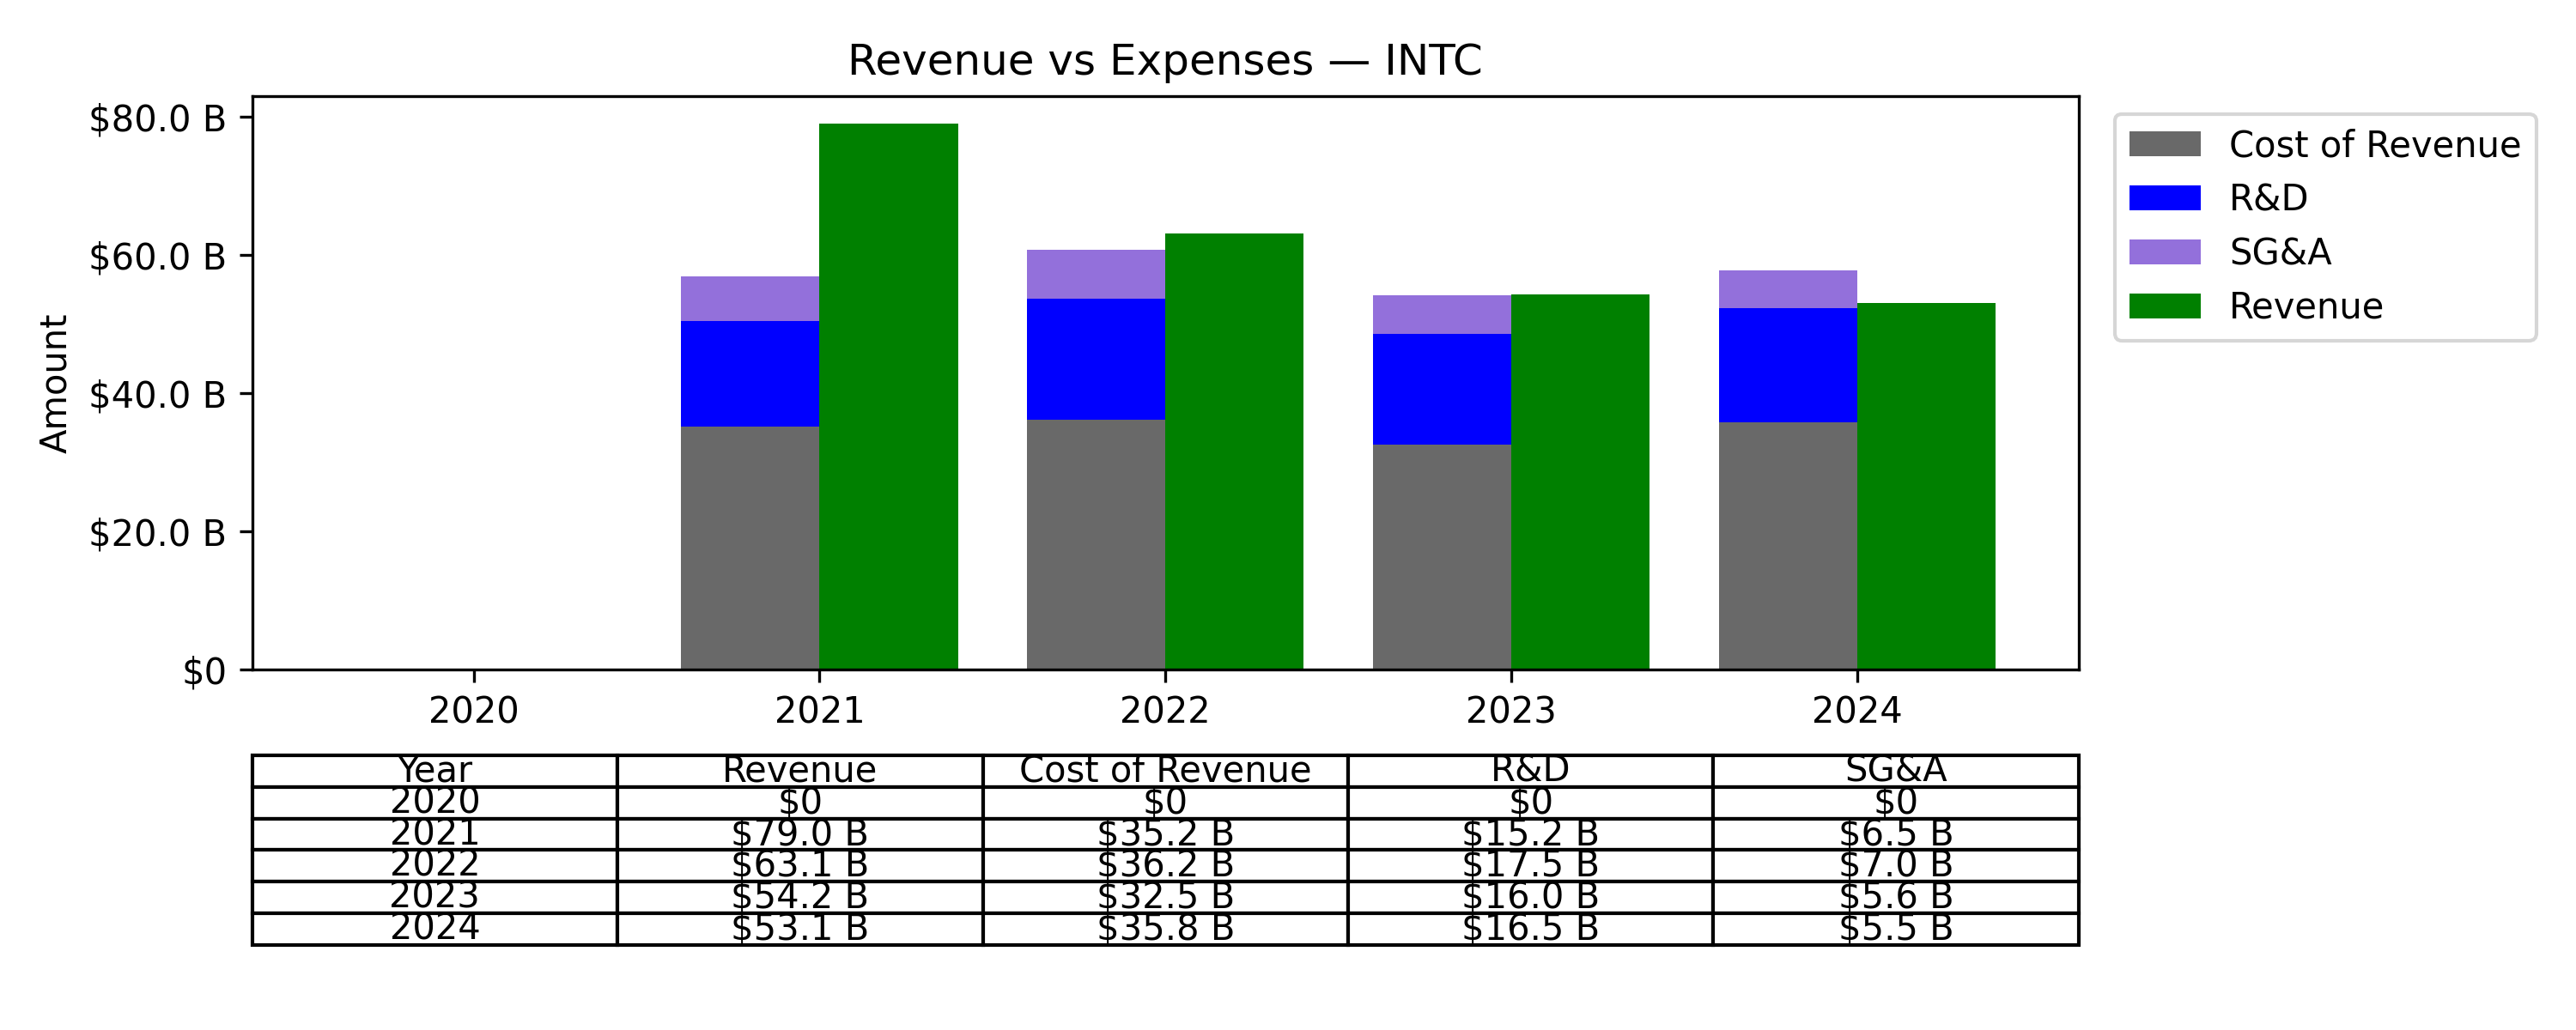 Revenue vs Expenses — INTC
$80.0 B
$60.0 B
$40.0 B
$20.0 B
$0
Amount
2020 2021 2022 2023 2024
Cost of Revenue
R&D
SG&A
Revenue
Year Revenue Cost of Revenue R&D SG&A
2020 $0 $0 $0 $0
2021 $79.0 B $35.2 B $15.2 B $6.5 B
2022 $63.1 B $36.2 B $17.5 B $7.0 B
2023 $54.2 B $32.5 B $16.0 B $5.6 B
2024 $53.1 B $35.8 B $16.5 B $5.5 B